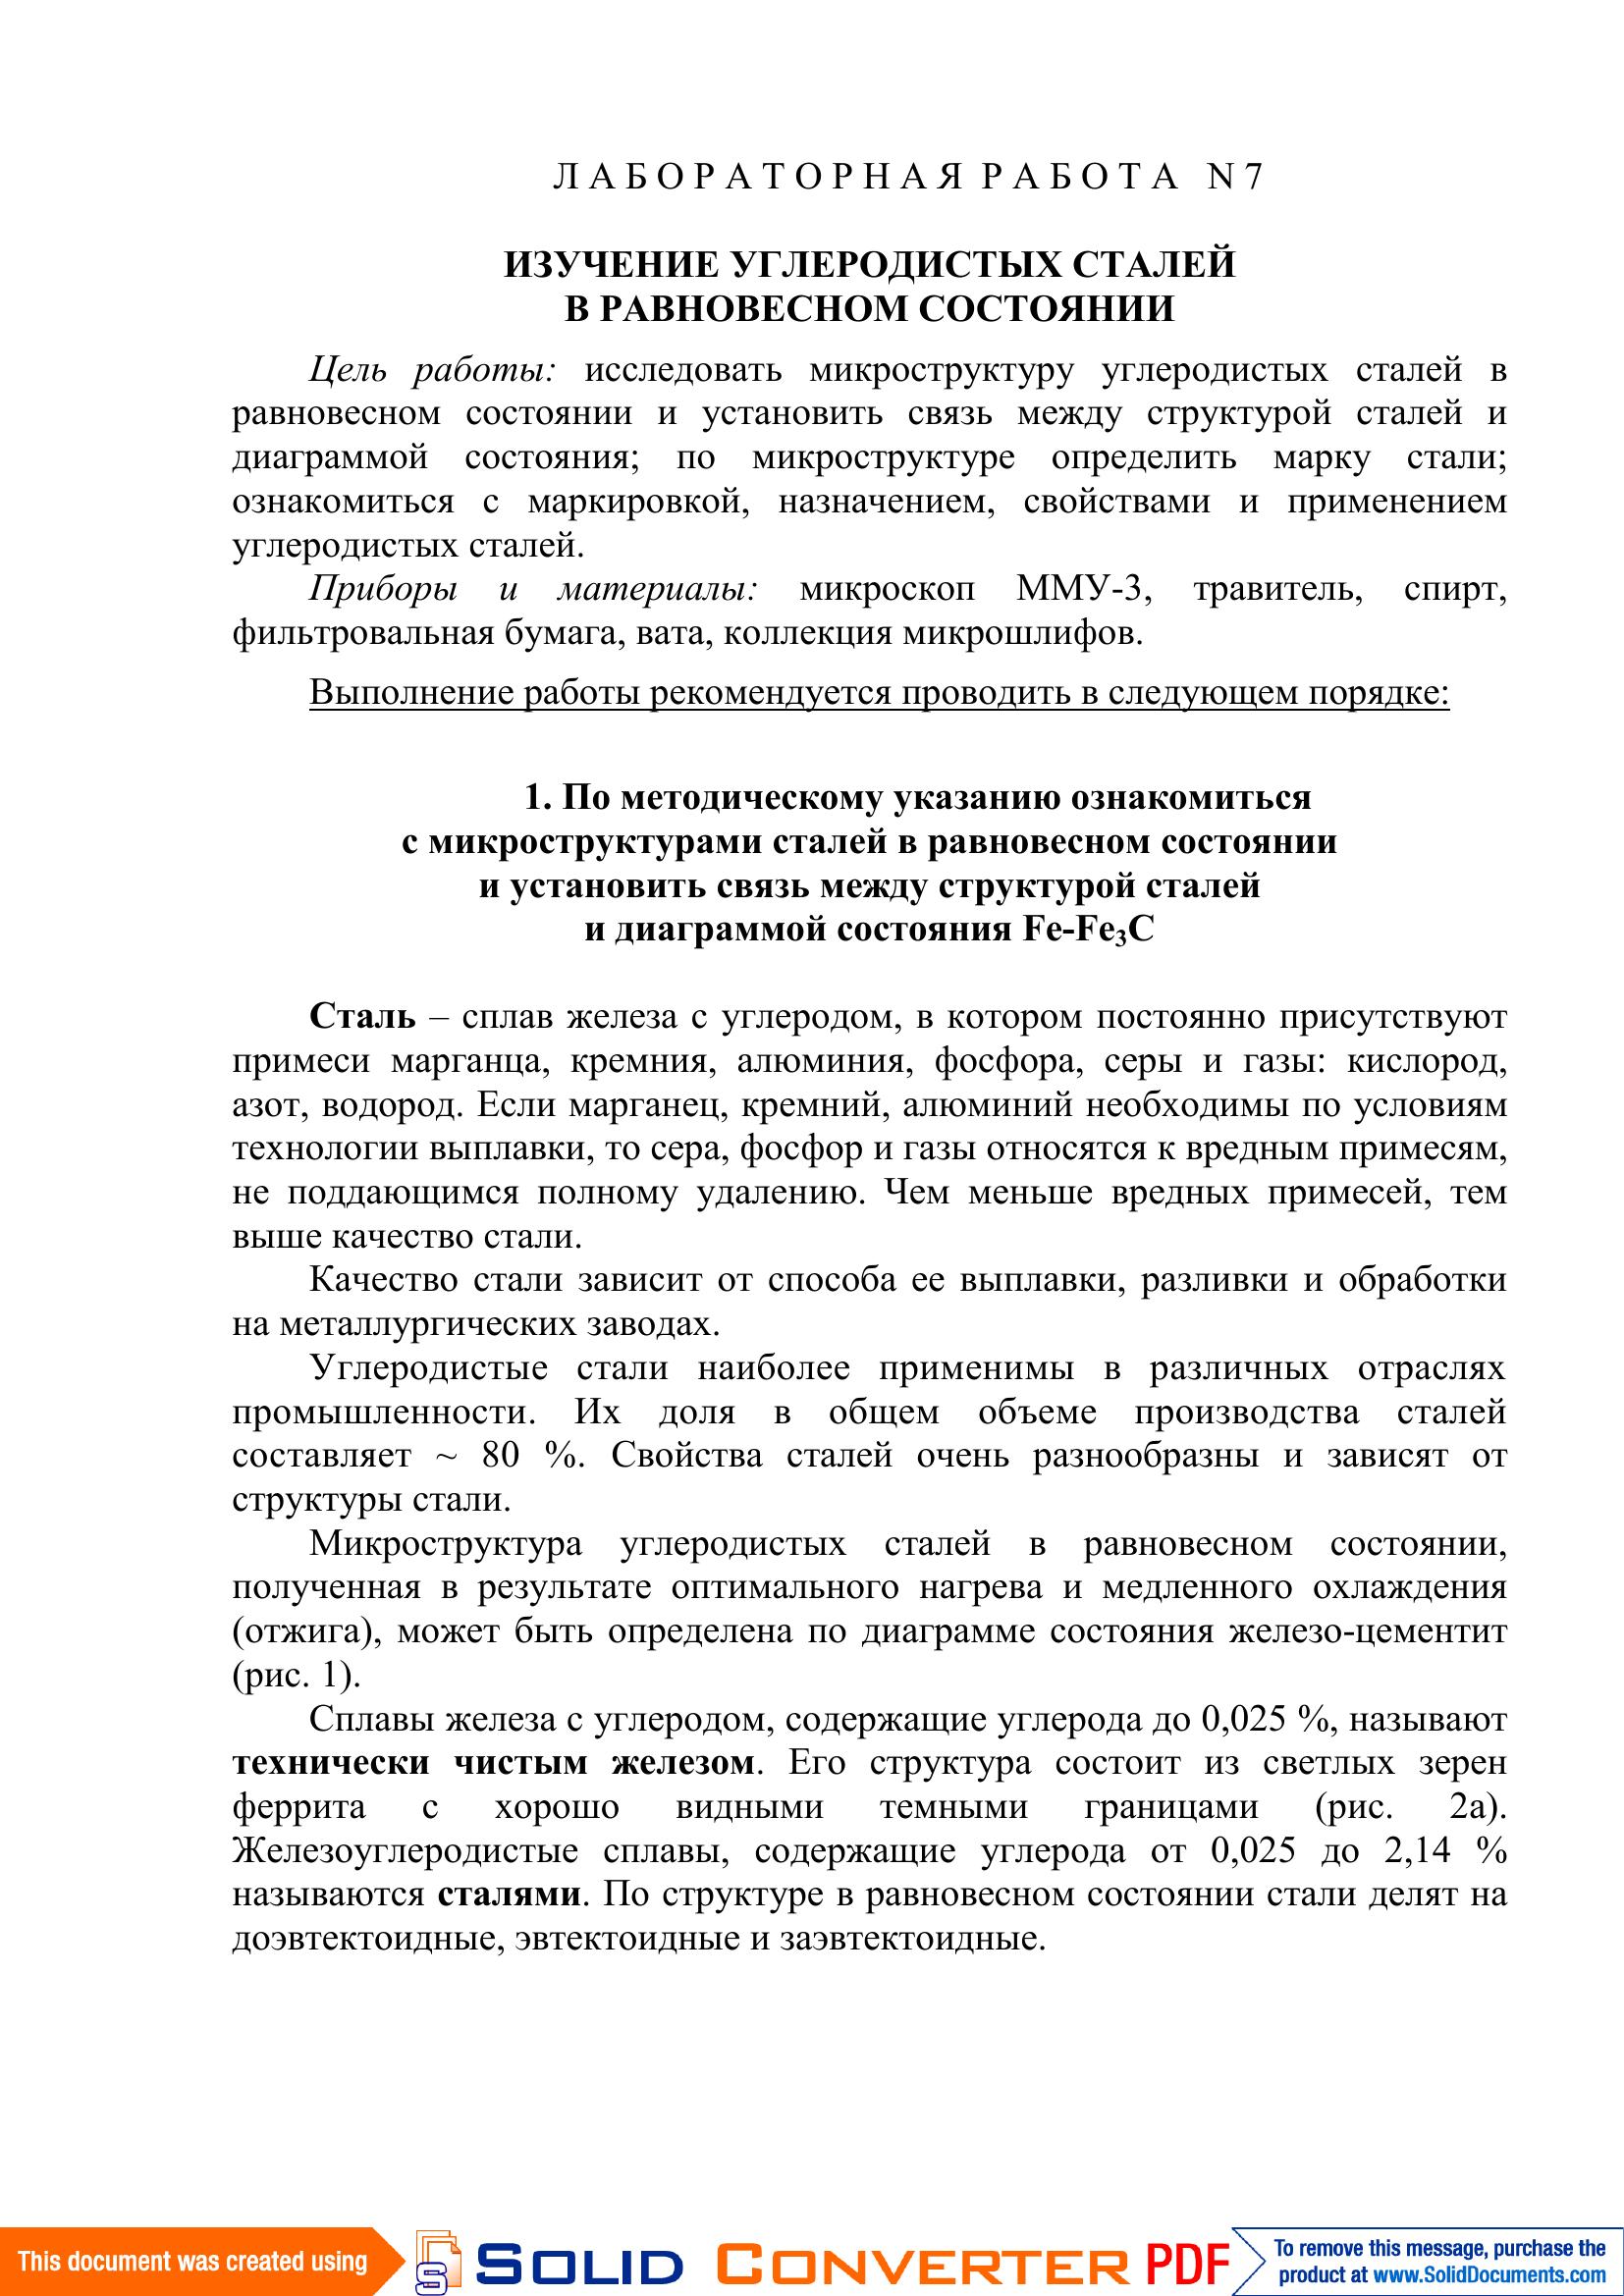 Л А Б О Р А Т О Р Н А Я Р А Б О Т А N 7
ИЗУЧЕНИЕ УГЛЕРОДИСТЫХ СТАЛЕЙ
В РАВНОВЕСНОМ СОСТОЯНИИ
Цель работы: исследовать микроструктуру углеродистых сталей в
равновесном состоянии и установить связь между структурой сталей и
диаграммой состояния; по микроструктуре определить марку стали;
ознакомиться с маркировкой, назначением, свойствами и применением
углеродистых сталей.
Приборы и материалы: микроскоп ММУ-3, травитель, спирт,
фильтровальная бумага, вата, коллекция микрошлифов.
Выполнение работы рекомендуется проводить в следующем порядке:
1. По методическому указанию ознакомиться
с микроструктурами сталей в равновесном состоянии
и установить связь между структурой сталей
и диаграммой состояния Fe-Fe₃C
Сталь – сплав железа с углеродом, в котором постоянно присутствуют
примеси марганца, кремния, алюминия, фосфора, серы и газы: кислород,
азот, водород. Если марганец, кремний, алюминий необходимы по условиям
технологии выплавки, то сера, фосфор и газы относятся к вредным примесям,
не поддающимся полному удалению. Чем меньше вредных примесей, тем
выше качество стали.
Качество стали зависит от способа ее выплавки, разливки и обработки
на металлургических заводах.
Углеродистые стали наиболее применимы в различных отраслях
промышленности. Их доля в общем объеме производства сталей
составляет ~ 80 %. Свойства сталей очень разнообразны и зависят от
структуры стали.
Микроструктура углеродистых сталей в равновесном состоянии,
полученная в результате оптимального нагрева и медленного охлаждения
(отжига), может быть определена по диаграмме состояния железо-цементит
(рис. 1).
Сплавы железа с углеродом, содержащие углерода до 0,025 %, называют
технически чистым железом. Его структура состоит из светлых зерен
феррита с хорошо видными темными границами (рис. 2а).
Железоуглеродистые сплавы, содержащие углерода от 0,025 до 2,14 %
называются сталями. По структуре в равновесном состоянии стали делят на
доэвтектоидные, эвтектоидные и заэвтектоидные.
This document was created using
SOLID CONVERTER PDF
To remove this message, purchase the
product at www.SolidDocuments.com